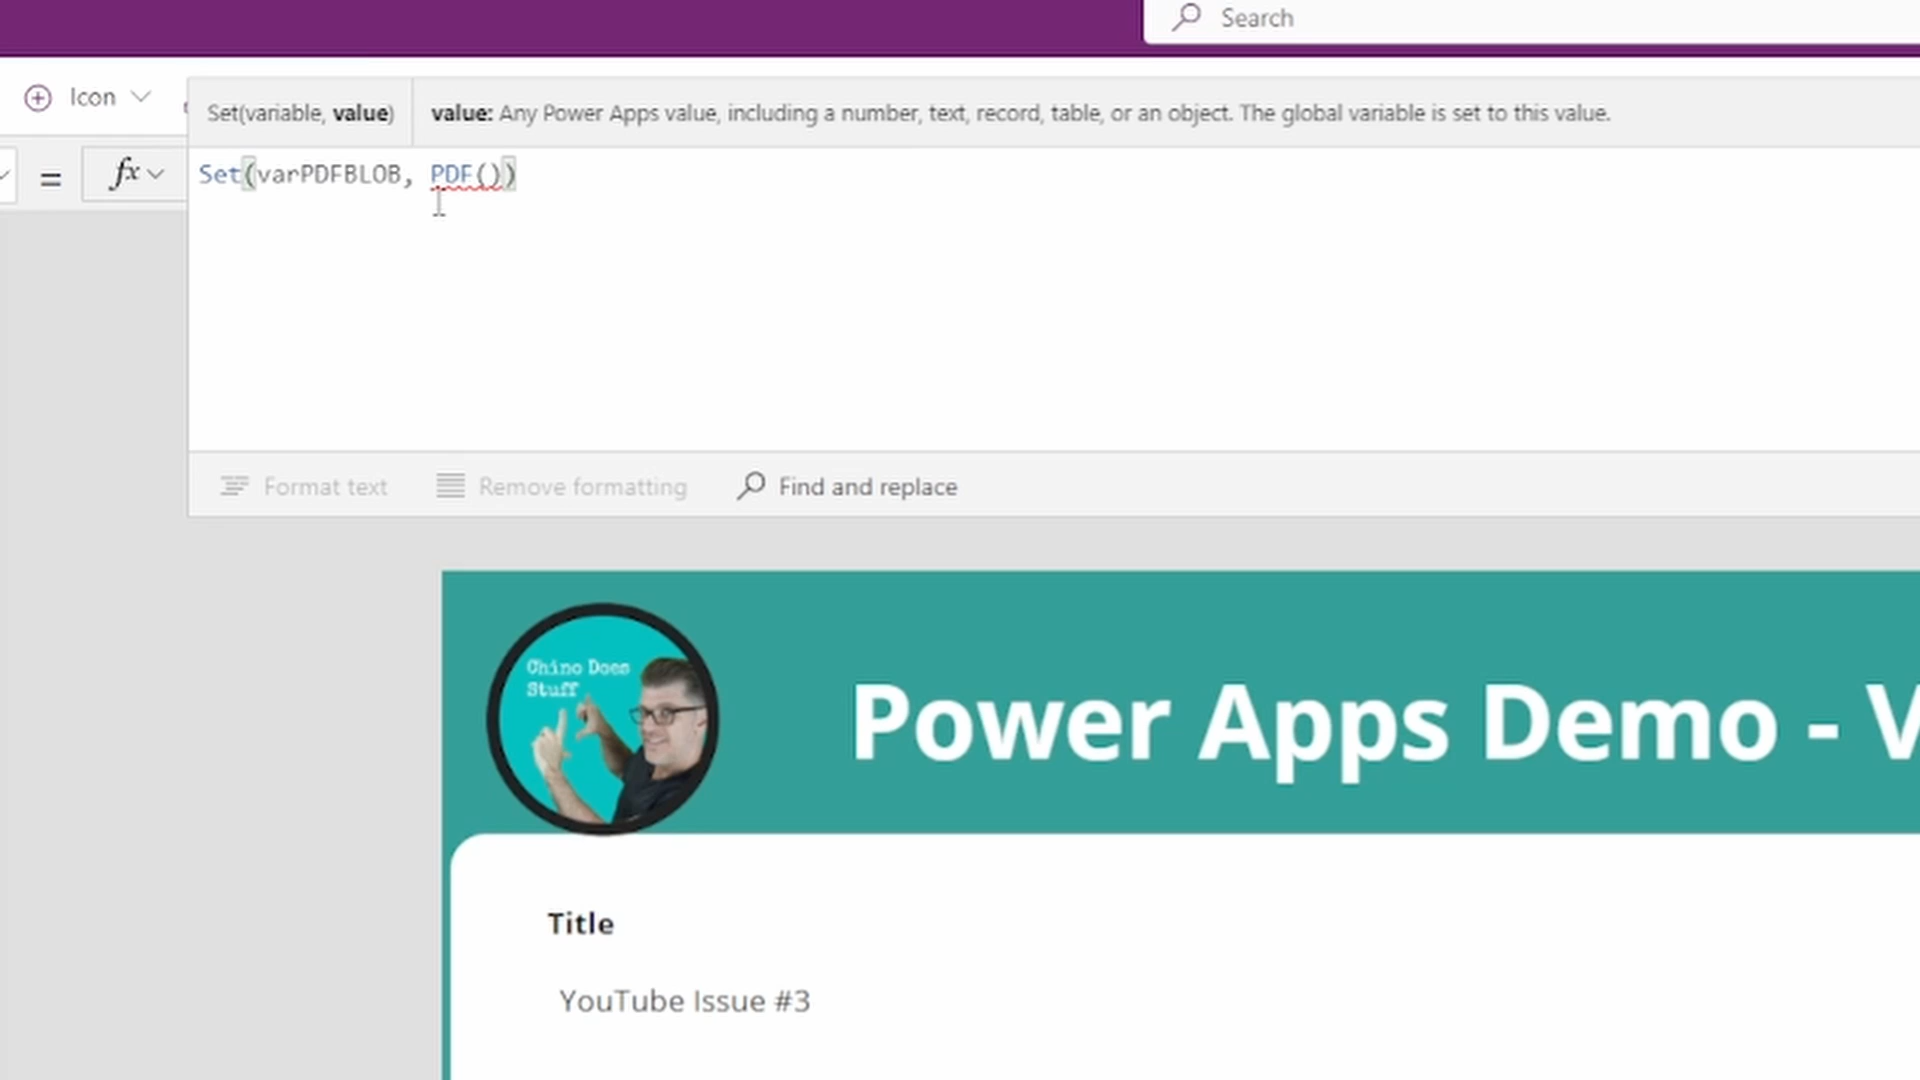 Search
Icon
Set(variable, value) value: Any Power Apps value, including a number, text, record, table, or an object. The global variable is set to this value.
= fx Set(varPDFBLOB, PDF())
Format text Remove formatting Find and replace
Chino Does
Stuff
Power Apps Demo - V
Title
YouTube Issue #3